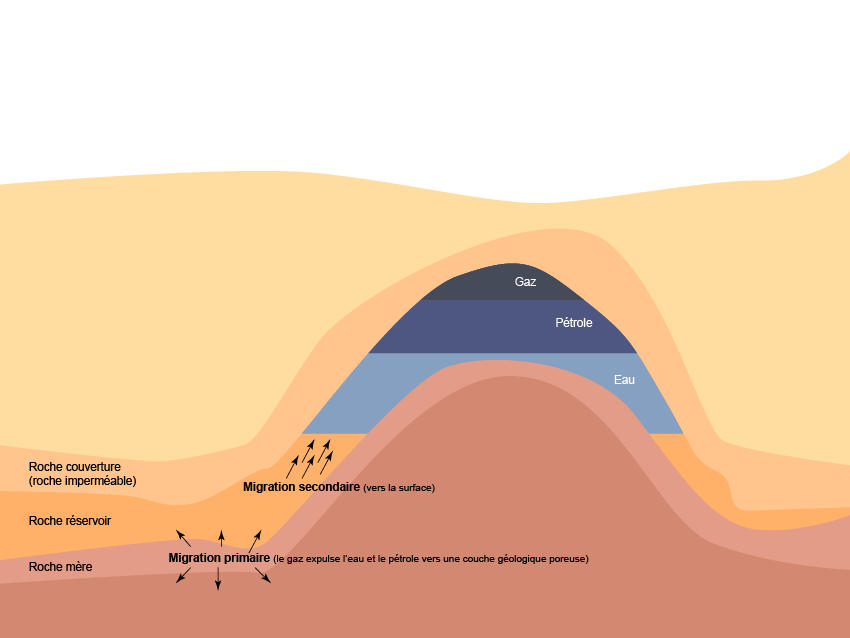 Gaz
Pétrole
Eau
Roche couverture
(roche imperméable)
Migration secondaire (vers la surface)
Roche réservoir
Migration primaire (le gaz expulse l'eau et le pétrole vers une couche géologique poreuse)
Roche mère